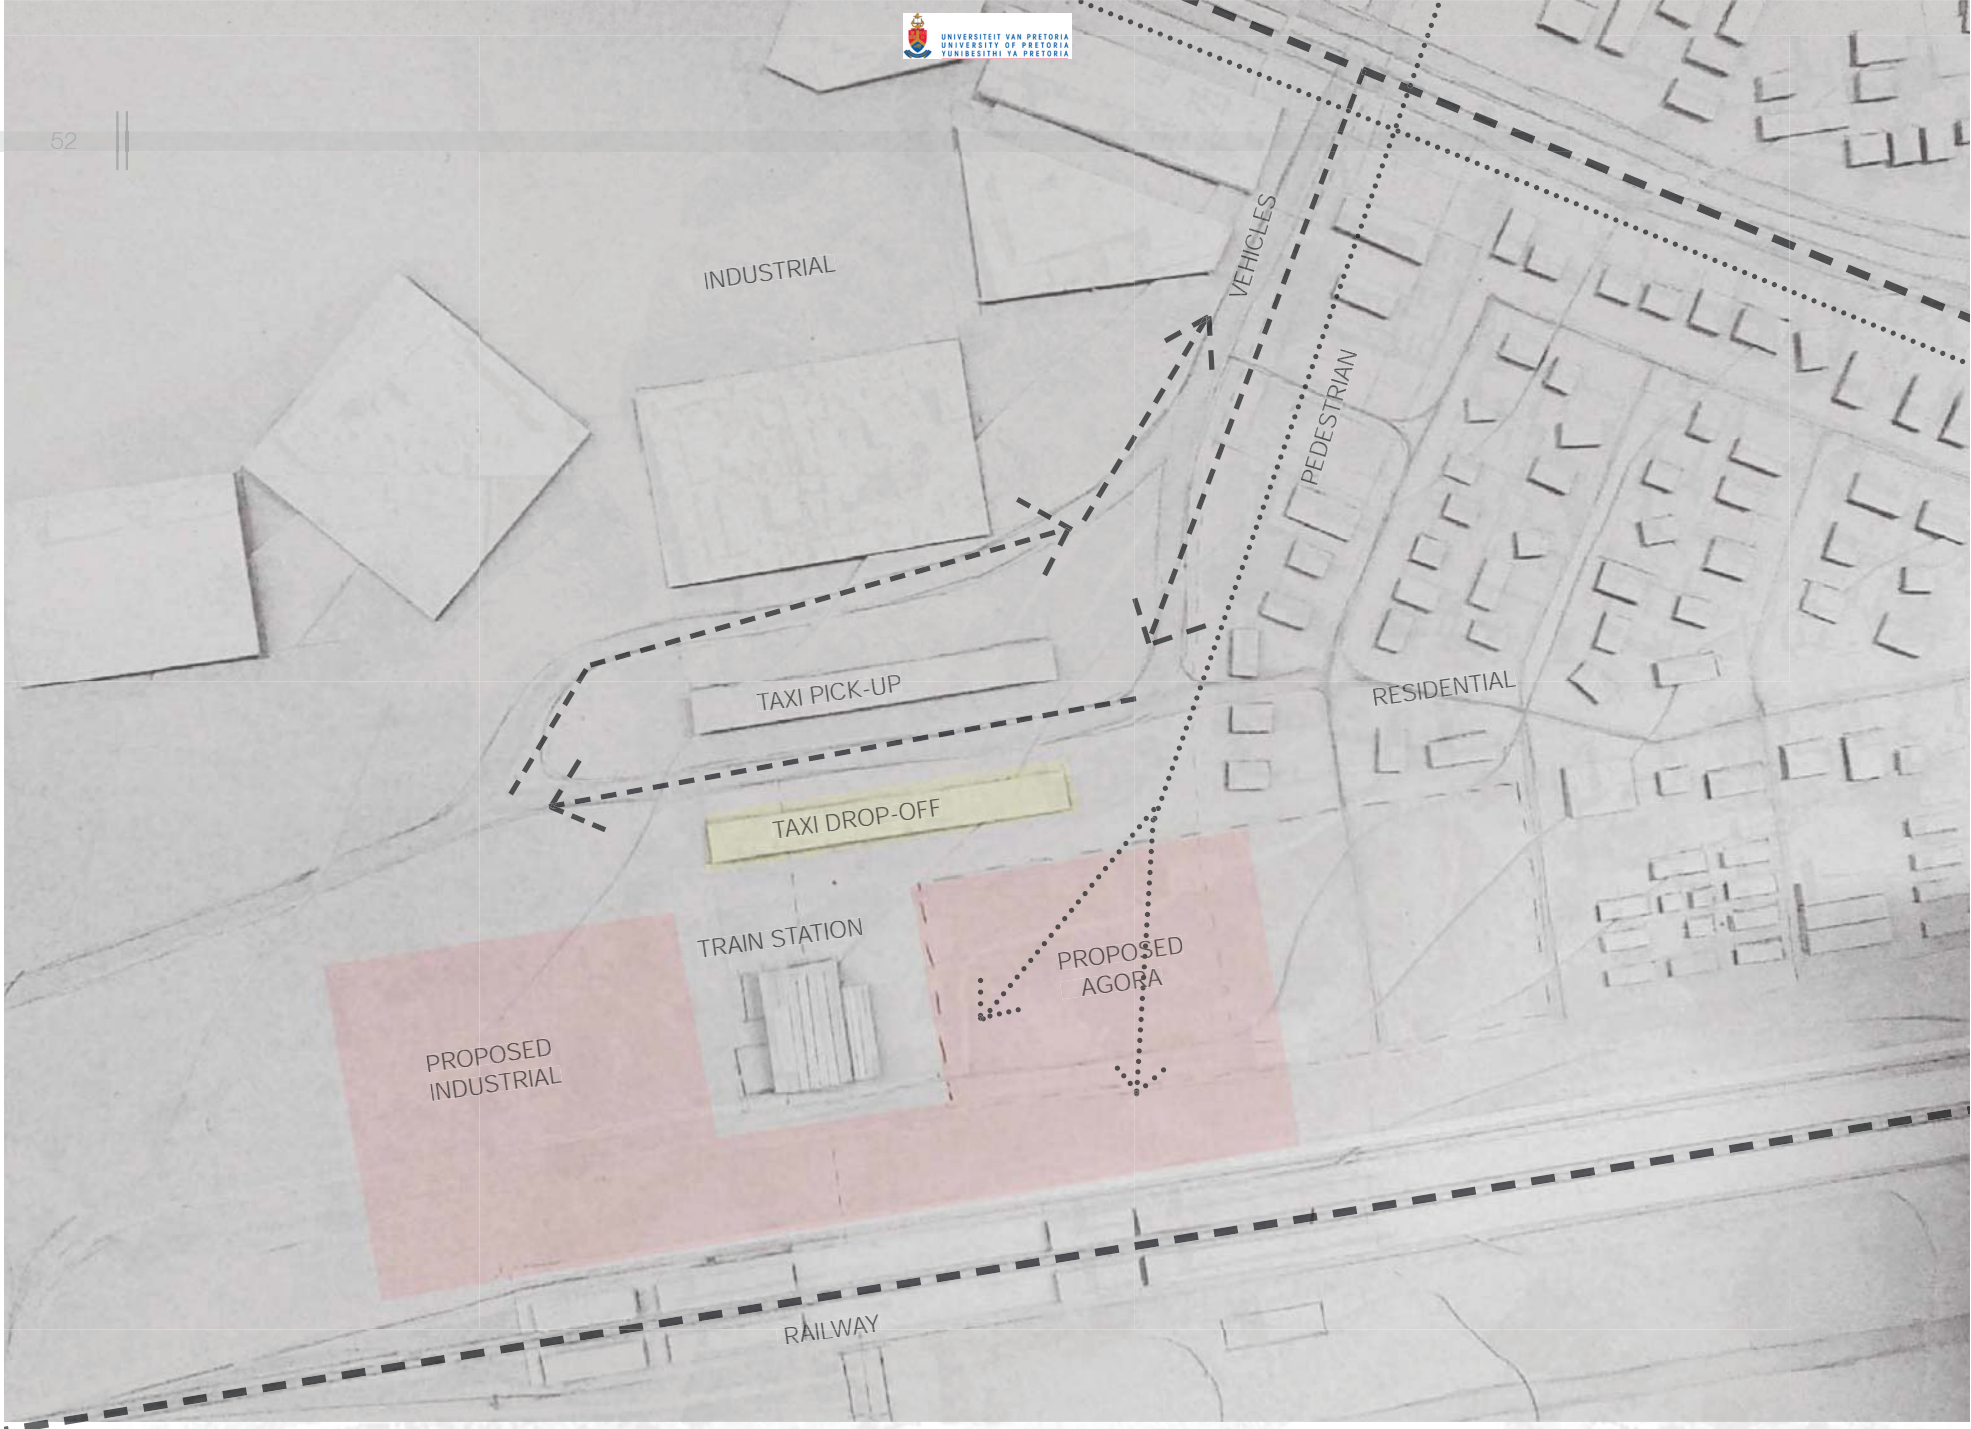 UNIVERSITEIT VAN PRETORIA
UNIVERSITY OF PRETORIA
YUNIBESITHI YA PRETORIA
52
INDUSTRIAL
VEHICLES
PEDESTRIAN
TAXI PICK-UP
RESIDENTIAL
TAXI DROP-OFF
TRAIN STATION
PROPOSED
AGORA
PROPOSED
INDUSTRIAL
RAILWAY